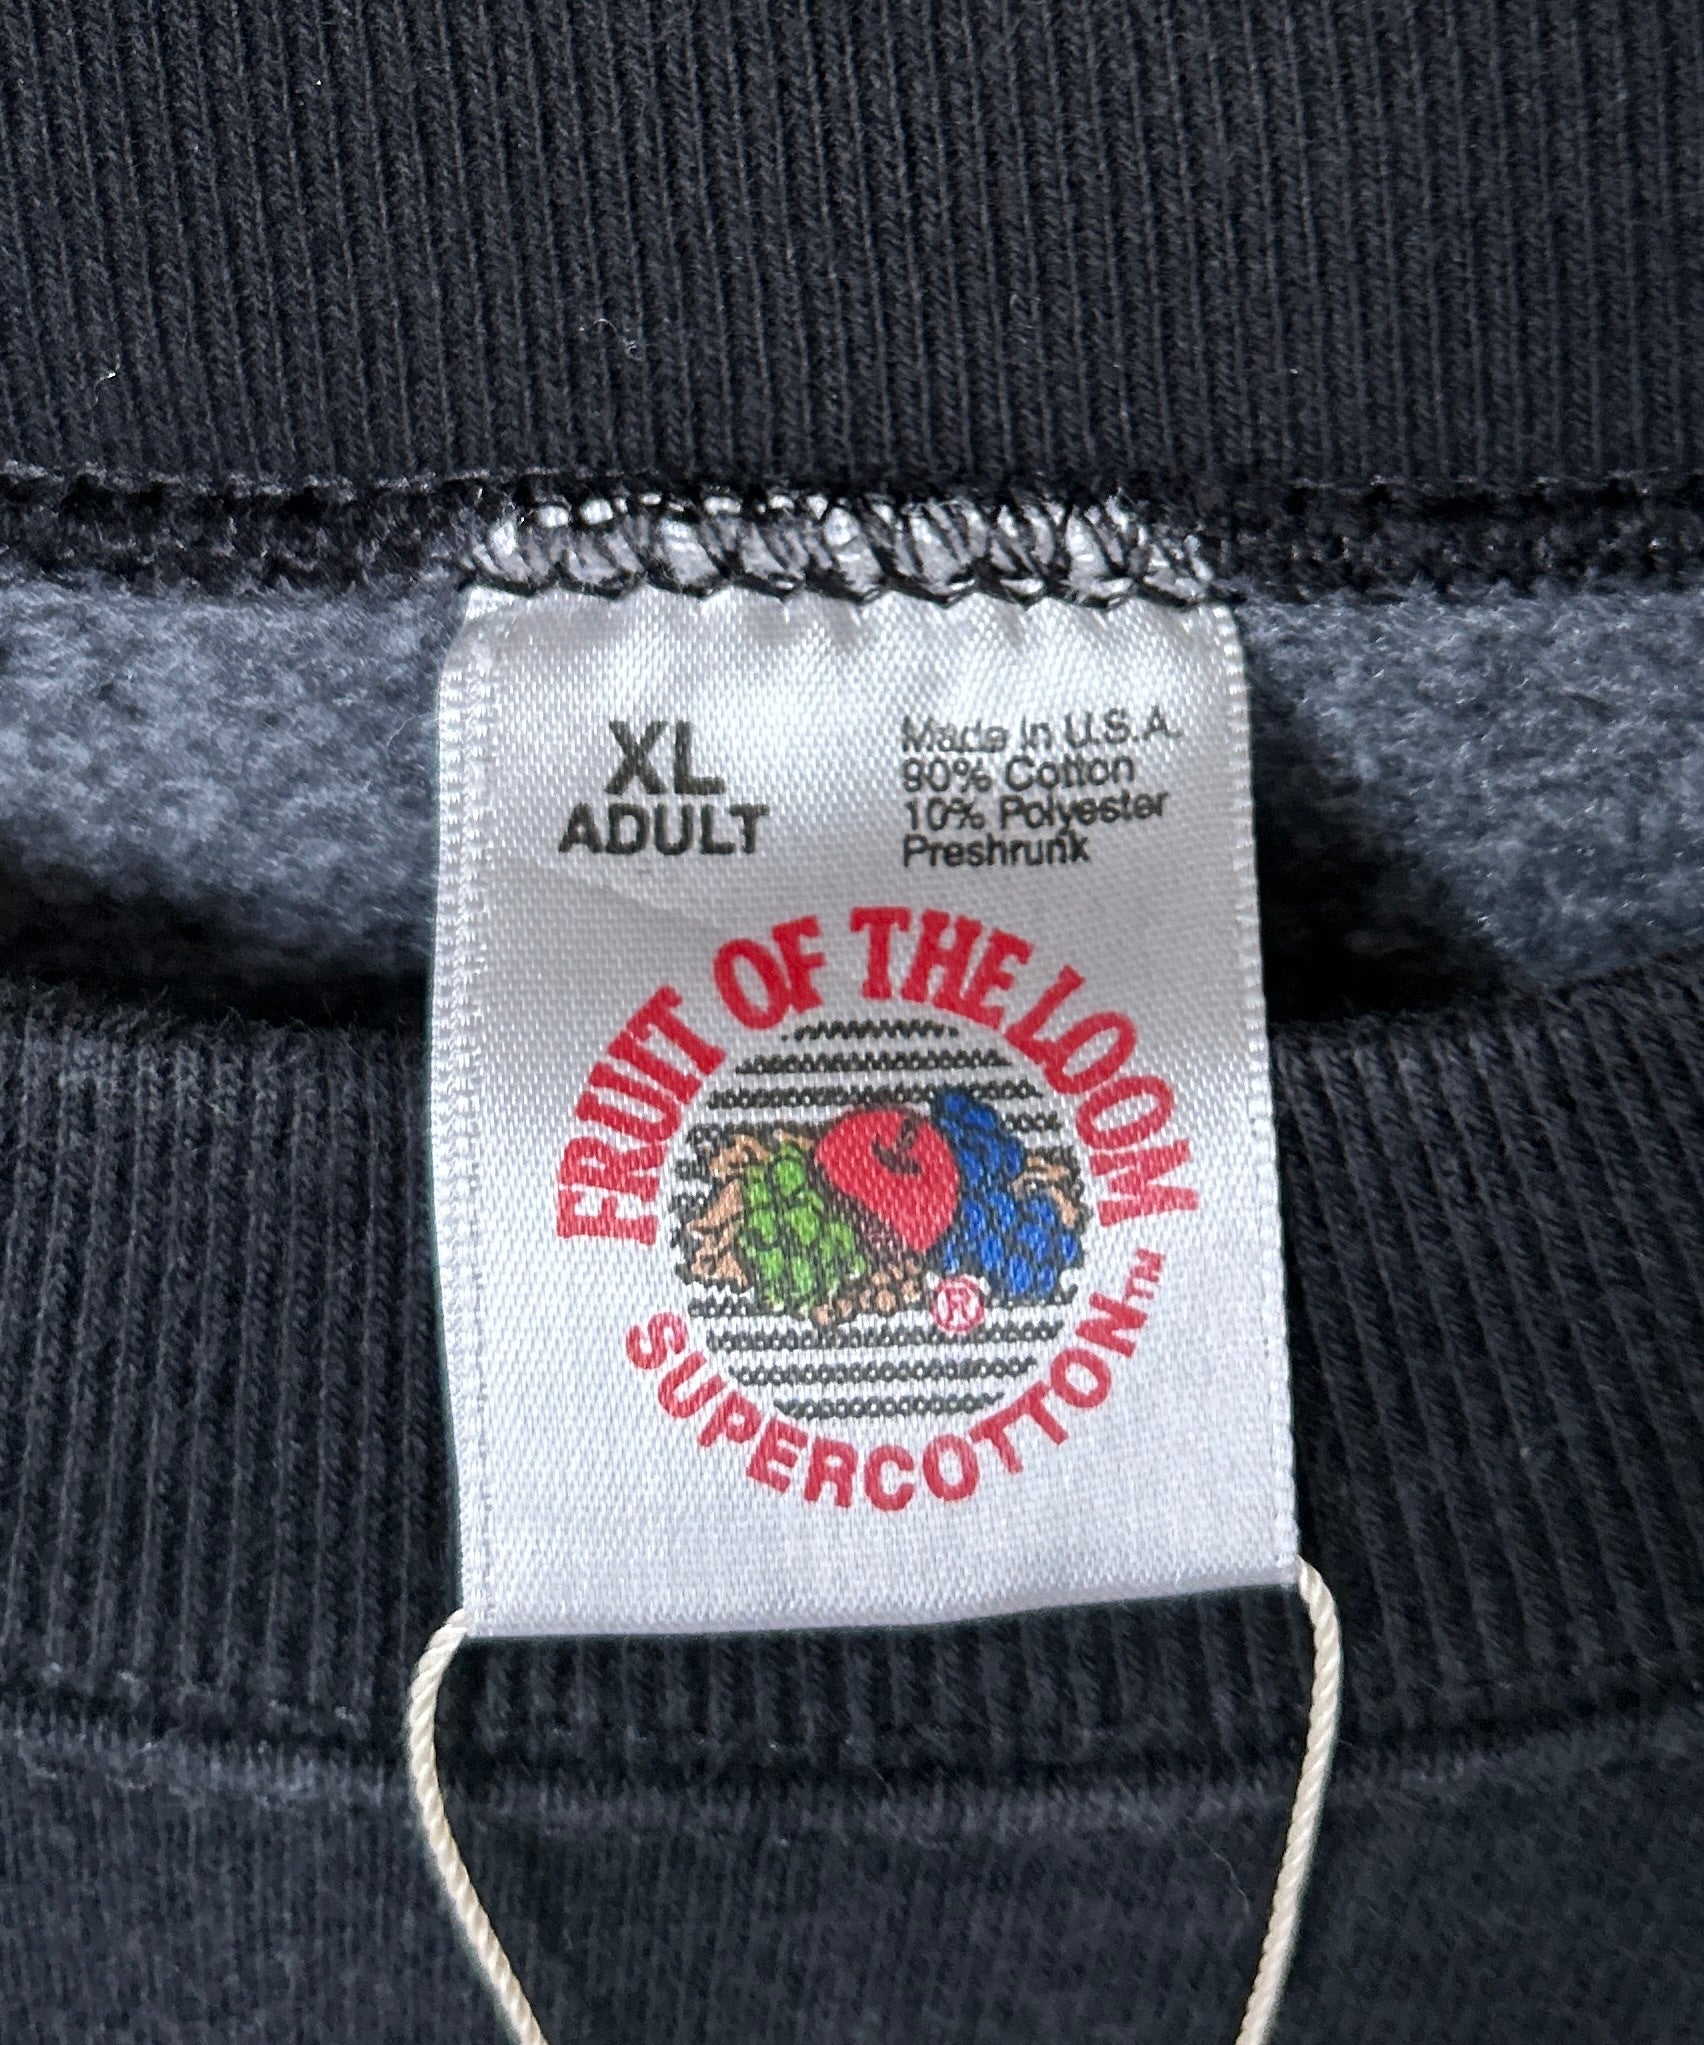 XL
ADULT
Made In U.S.A.
90% Cotton
10% Polyester
Preshrunk
FRUIT OF THE LOOM
®
SUPERCOTTON™